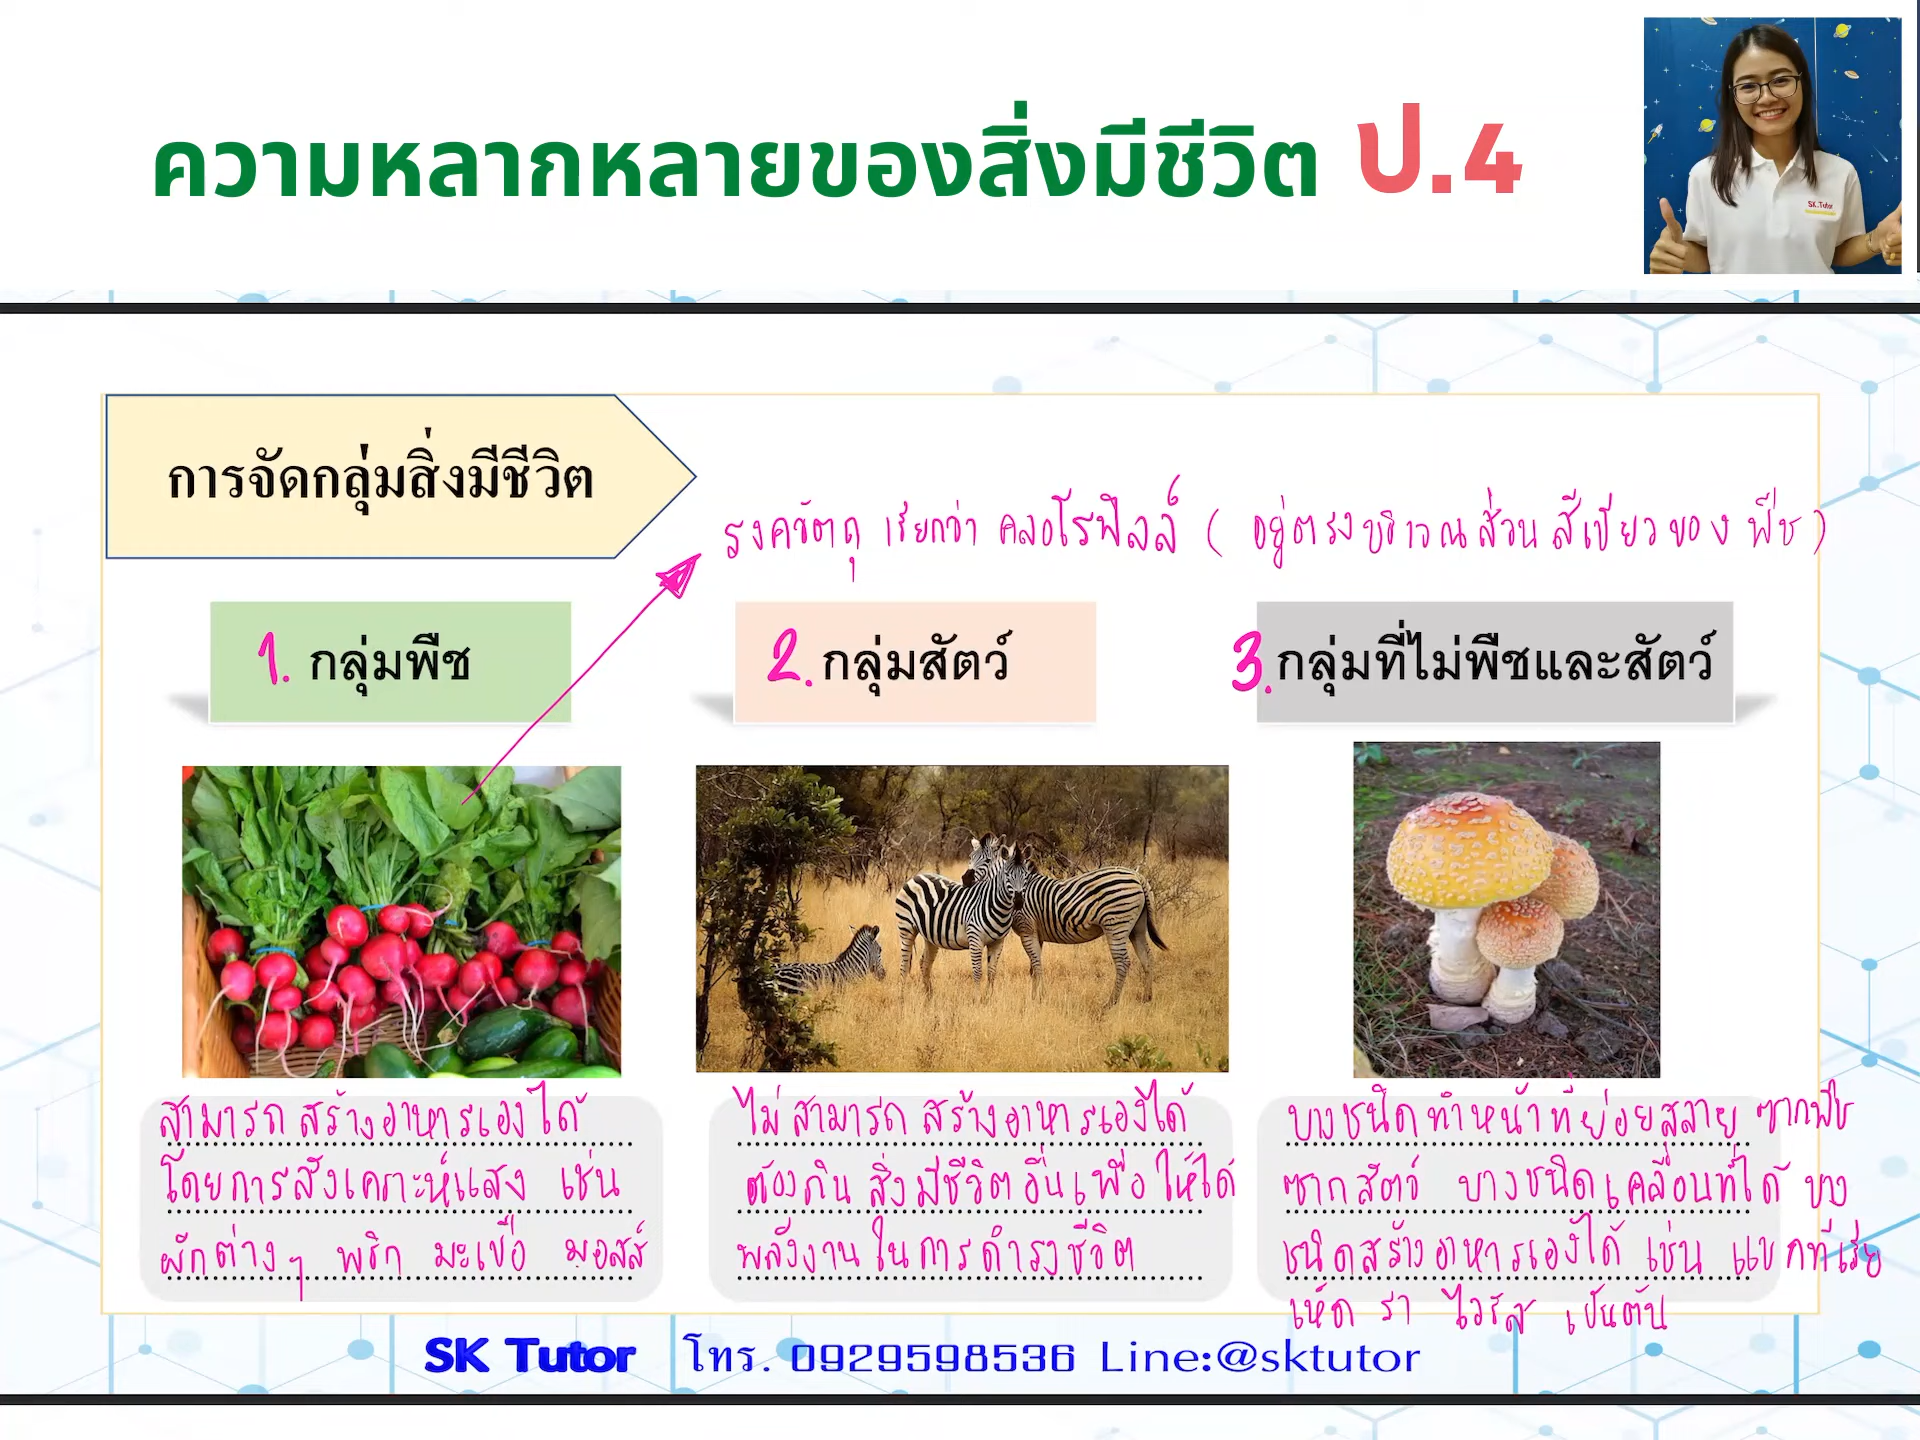 ความหลากหลายของสิ่งมีชีวิต ป.4
SK.Tutor
การจัดกลุ่มสิ่งมีชีวิต
รงควัตถุ เรียกว่า คลอโรฟิลล์ ( อยู่ตรงบริเวณส่วนสีเขียวของ พืช )
1. กลุ่มพืช
2. กลุ่มสัตว์
3. กลุ่มที่ไม่พืชและสัตว์
สามารถสร้างอาหารเองได้
โดยการสังเคราะห์แสง เช่น
ผักต่างๆ พริก มะเขือ มอสส์
ไม่สามารถสร้างอาหารเองได้
ต้องกินสิ่งมีชีวิตอื่นเพื่อให้ได้
พลังงานในการดำรงชีวิต
บางชนิดทำหน้าที่ย่อยสลาย ซากพืช
ซากสัตว์ บางชนิดเคลื่อนที่ได้ บาง
ชนิดสร้างอาหารเองได้ เช่น แบคทีเรีย
เห็ด รา ไวรัส เป็นต้น
SK Tutor โทร. 0929598536 Line:@sktutor